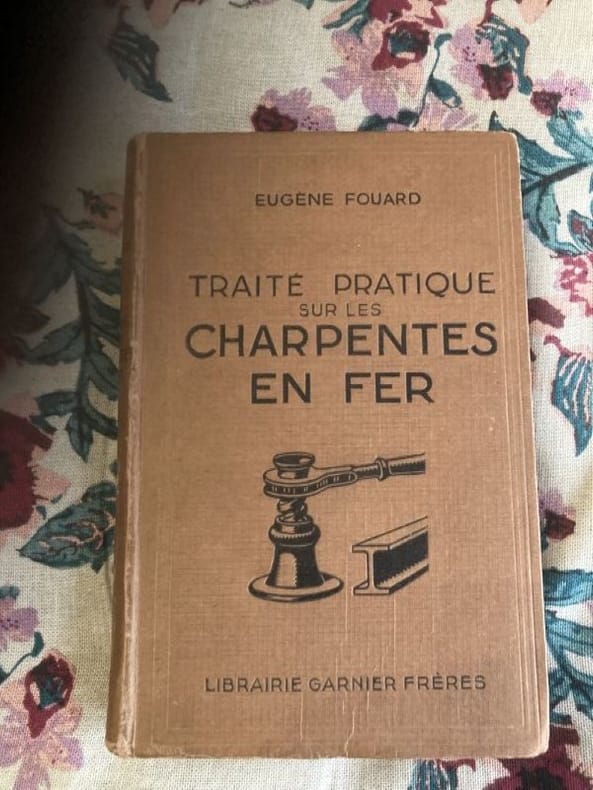 EUGÈNE FOUARD
TRAITÉ PRATIQUE
SUR LES
CHARPENTES
EN FER
LIBRAIRIE GARNIER FRÈRES